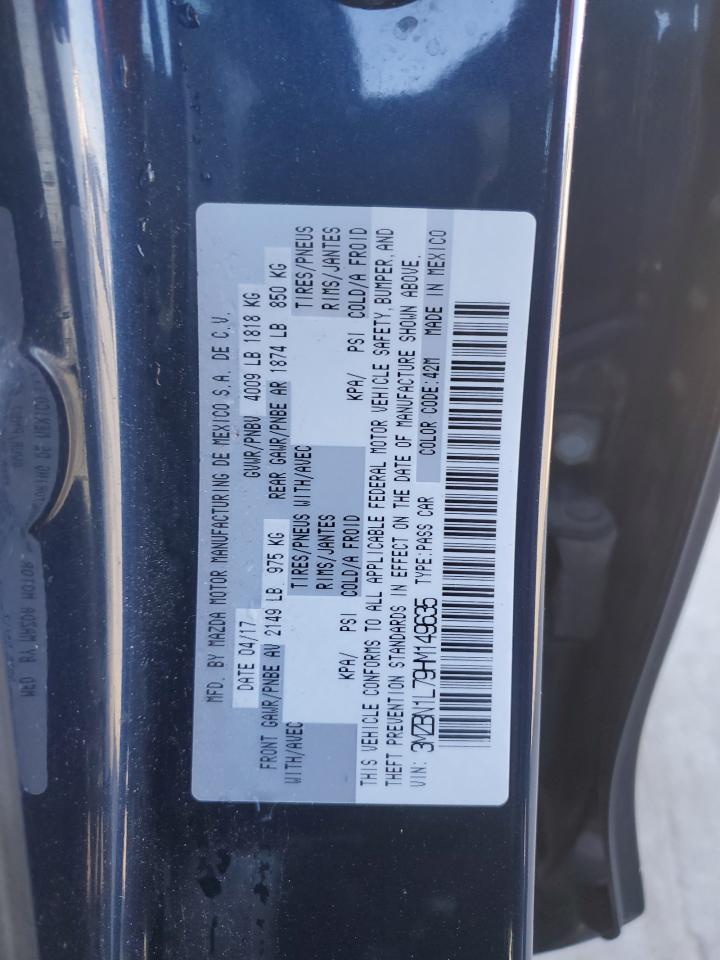 MFD. BY MAZDA MOTOR MANUFACTURING DE MEXICO S.A. DE C.V.
DATE 04/17 GVWR/PNBV 4009 LB 1818 KG
FRONT GAWR/PNBE AV 2149 LB 975 KG REAR GAWR/PNBE AR 1874 LB 850 KG
WITH/AVEC TIRES/PNEUS WITH/AVEC TIRES/PNEUS
RIMS/JANTES RIMS/JANTES
KPA/ PSI COLD/A FROID KPA/ PSI COLD/A FROID
THIS VEHICLE CONFORMS TO ALL APPLICABLE FEDERAL MOTOR VEHICLE SAFETY, BUMPER, AND
THEFT PREVENTION STANDARDS IN EFFECT ON THE DATE OF MANUFACTURE SHOWN ABOVE.
VIN: 3MZBN1L79HM149635 TYPE:PASS CAR COLOR CODE:42M MADE IN MEXICO